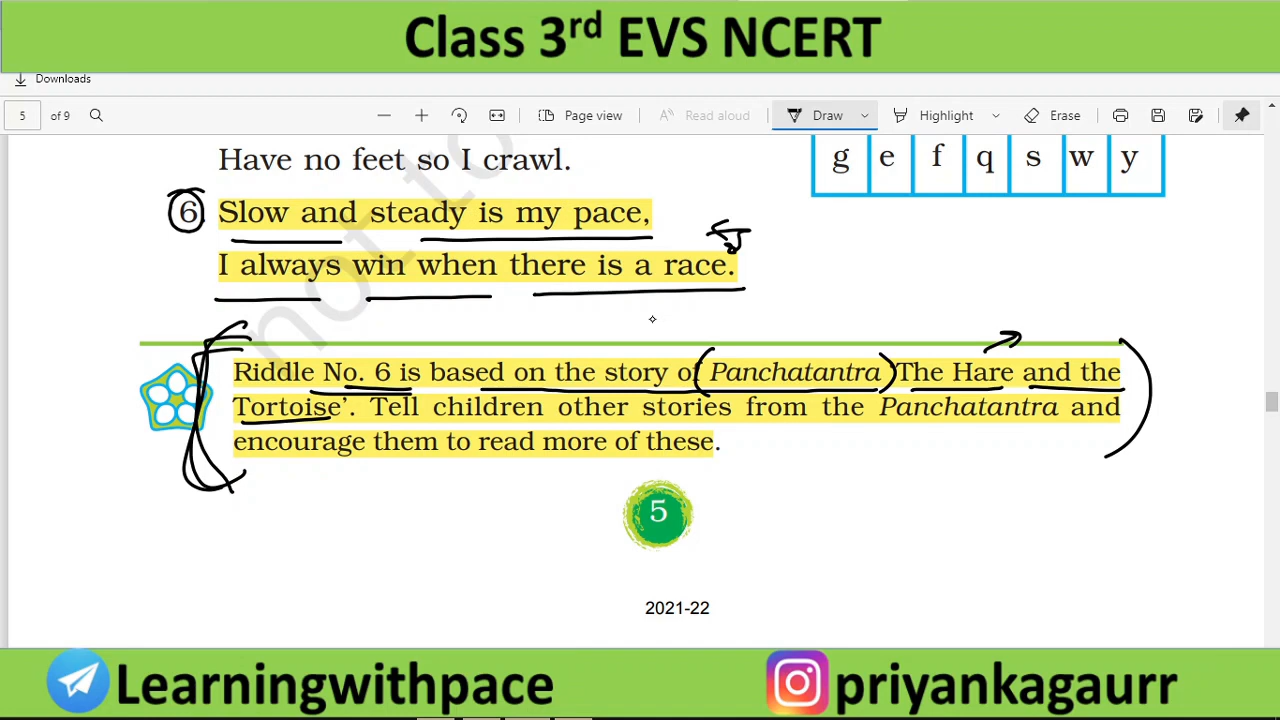 Class 3rd EVS NCERT
Downloads
5 of 9 Page view Read aloud Draw Highlight Erase
Have no feet so I crawl.
g e f q s w y
6. Slow and steady is my pace,
I always win when there is a race.
not to
Riddle No. 6 is based on the story of Panchatantra 'The Hare and the
Tortoise'. Tell children other stories from the Panchatantra and
encourage them to read more of these.
5
2021-22
Learningwithpace priyankagaurr